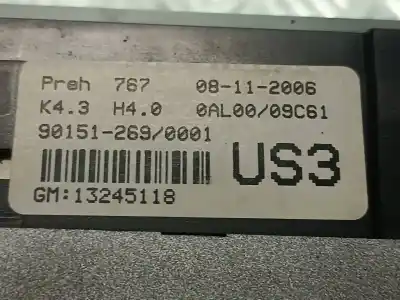 Preh 767 08-11-2006
K4.3 H4.0 0AL00/09C61
90151-269/0001
US3
GM:13245118